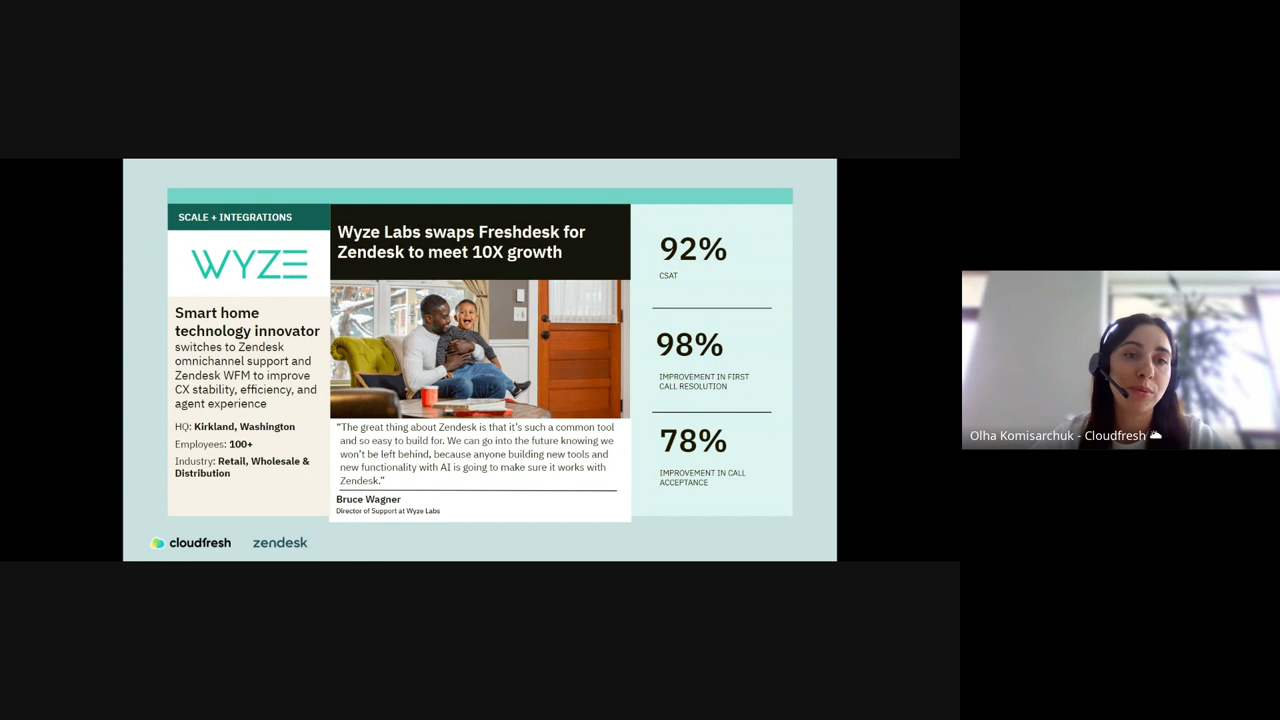 SCALE + INTEGRATIONS
WYZE
Smart home
technology innovator
switches to Zendesk
omnichannel support and
Zendesk WFM to improve
CX stability, efficiency, and
agent experience
HQ: Kirkland, Washington
Employees: 100+
Industry: Retail, Wholesale &
Distribution
Wyze Labs swaps Freshdesk for
Zendesk to meet 10X growth
“The great thing about Zendesk is that it’s such a common tool
and so easy to build for. We can go into the future knowing we
won’t be left behind, because anyone building new tools and
new functionality with AI is going to make sure it works with
Zendesk.”
Bruce Wagner
Director of Support at Wyze Labs
92%
CSAT
98%
IMPROVEMENT IN FIRST
CALL RESOLUTION
78%
IMPROVEMENT IN CALL
ACCEPTANCE
cloudfresh
zendesk
Olha Komisarchuk - Cloudfresh 🌥